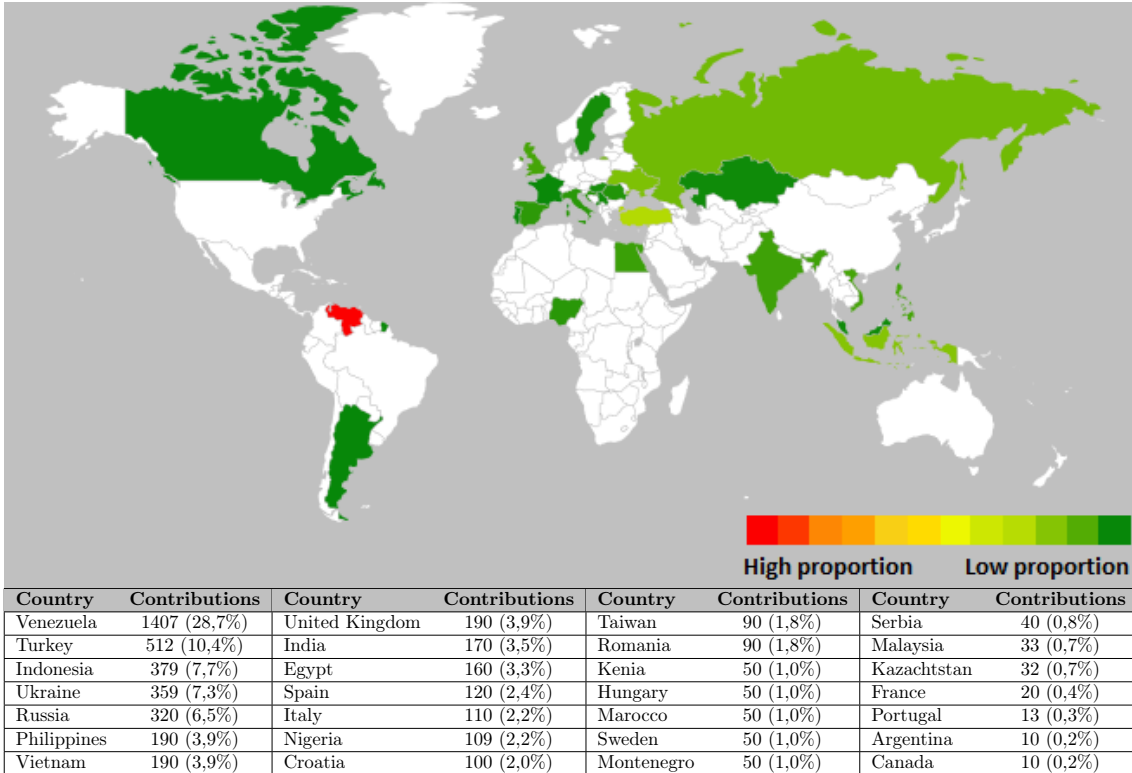 High proportion Low proportion
Country Contributions Country Contributions Country Contributions Country Contributions
Venezuela 1407 (28,7%) United Kingdom 190 (3,9%) Taiwan 90 (1,8%) Serbia 40 (0,8%)
Turkey 512 (10,4%) India 170 (3,5%) Romania 90 (1,8%) Malaysia 33 (0,7%)
Indonesia 379 (7,7%) Egypt 160 (3,3%) Kenia 50 (1,0%) Kazachtstan 32 (0,7%)
Ukraine 359 (7,3%) Spain 120 (2,4%) Hungary 50 (1,0%) France 20 (0,4%)
Russia 320 (6,5%) Italy 110 (2,2%) Marocco 50 (1,0%) Portugal 13 (0,3%)
Philippines 190 (3,9%) Nigeria 109 (2,2%) Sweden 50 (1,0%) Argentina 10 (0,2%)
Vietnam 190 (3,9%) Croatia 100 (2,0%) Montenegro 50 (1,0%) Canada 10 (0,2%)